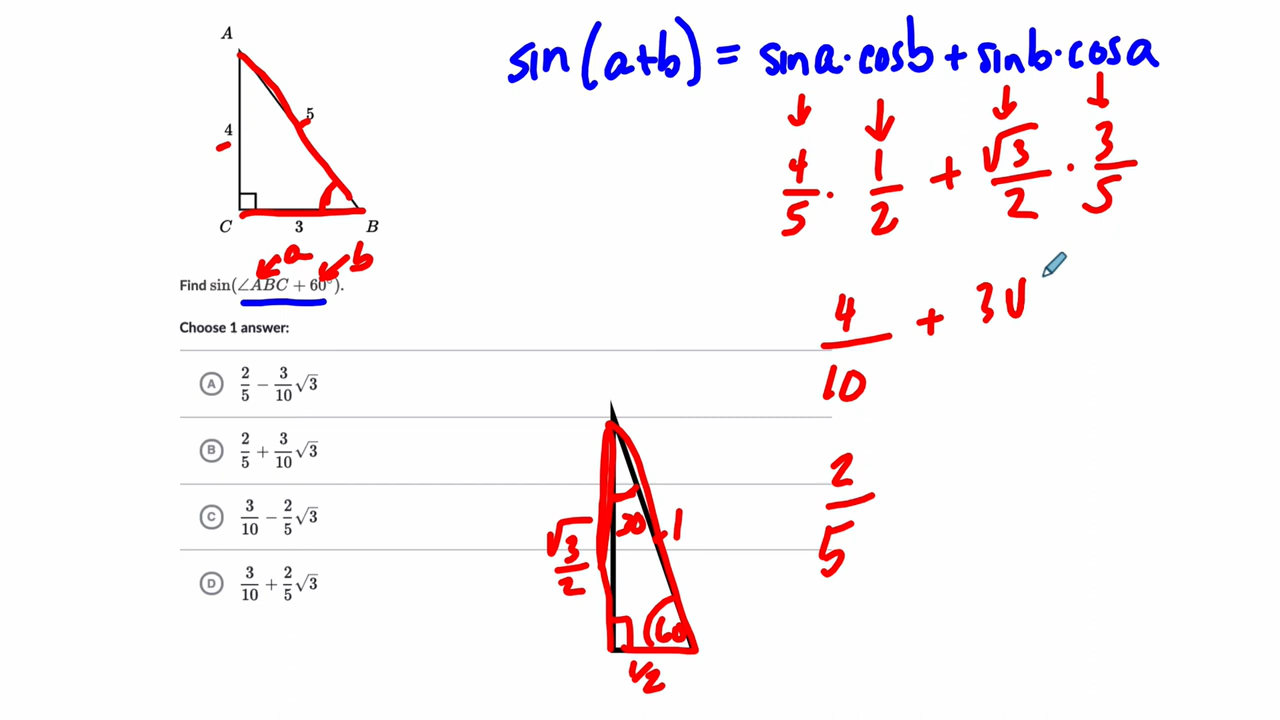 A
sin(a+b) = sina·cosb + sinb·cosa
5
4
4/5 · 1/2 + √3/2 · 3/5
C
3
B
a
b
Find sin(∠ABC + 60°).
4/10 + 3√
Choose 1 answer:
A 2/5 − 3/10 √3
B 2/5 + 3/10 √3
2/5
C 3/10 − 2/5 √3
30
1
√3/2
D 3/10 + 2/5 √3
60
1/2